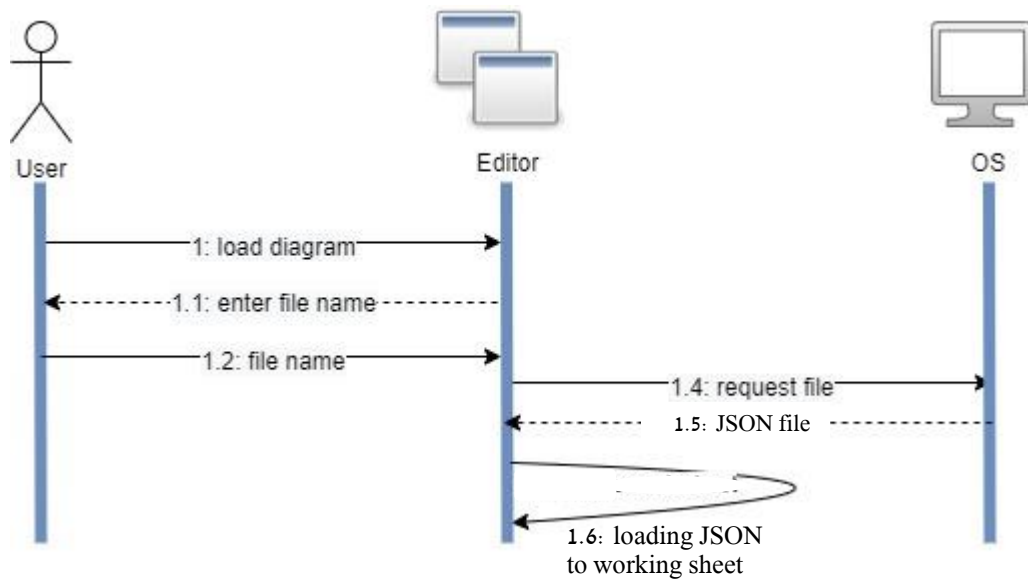 User
Editor
OS
1: load diagram
1.1: enter file name
1.2: file name
1.4: request file
1.5: JSON file
1.6: loading JSON
to working sheet